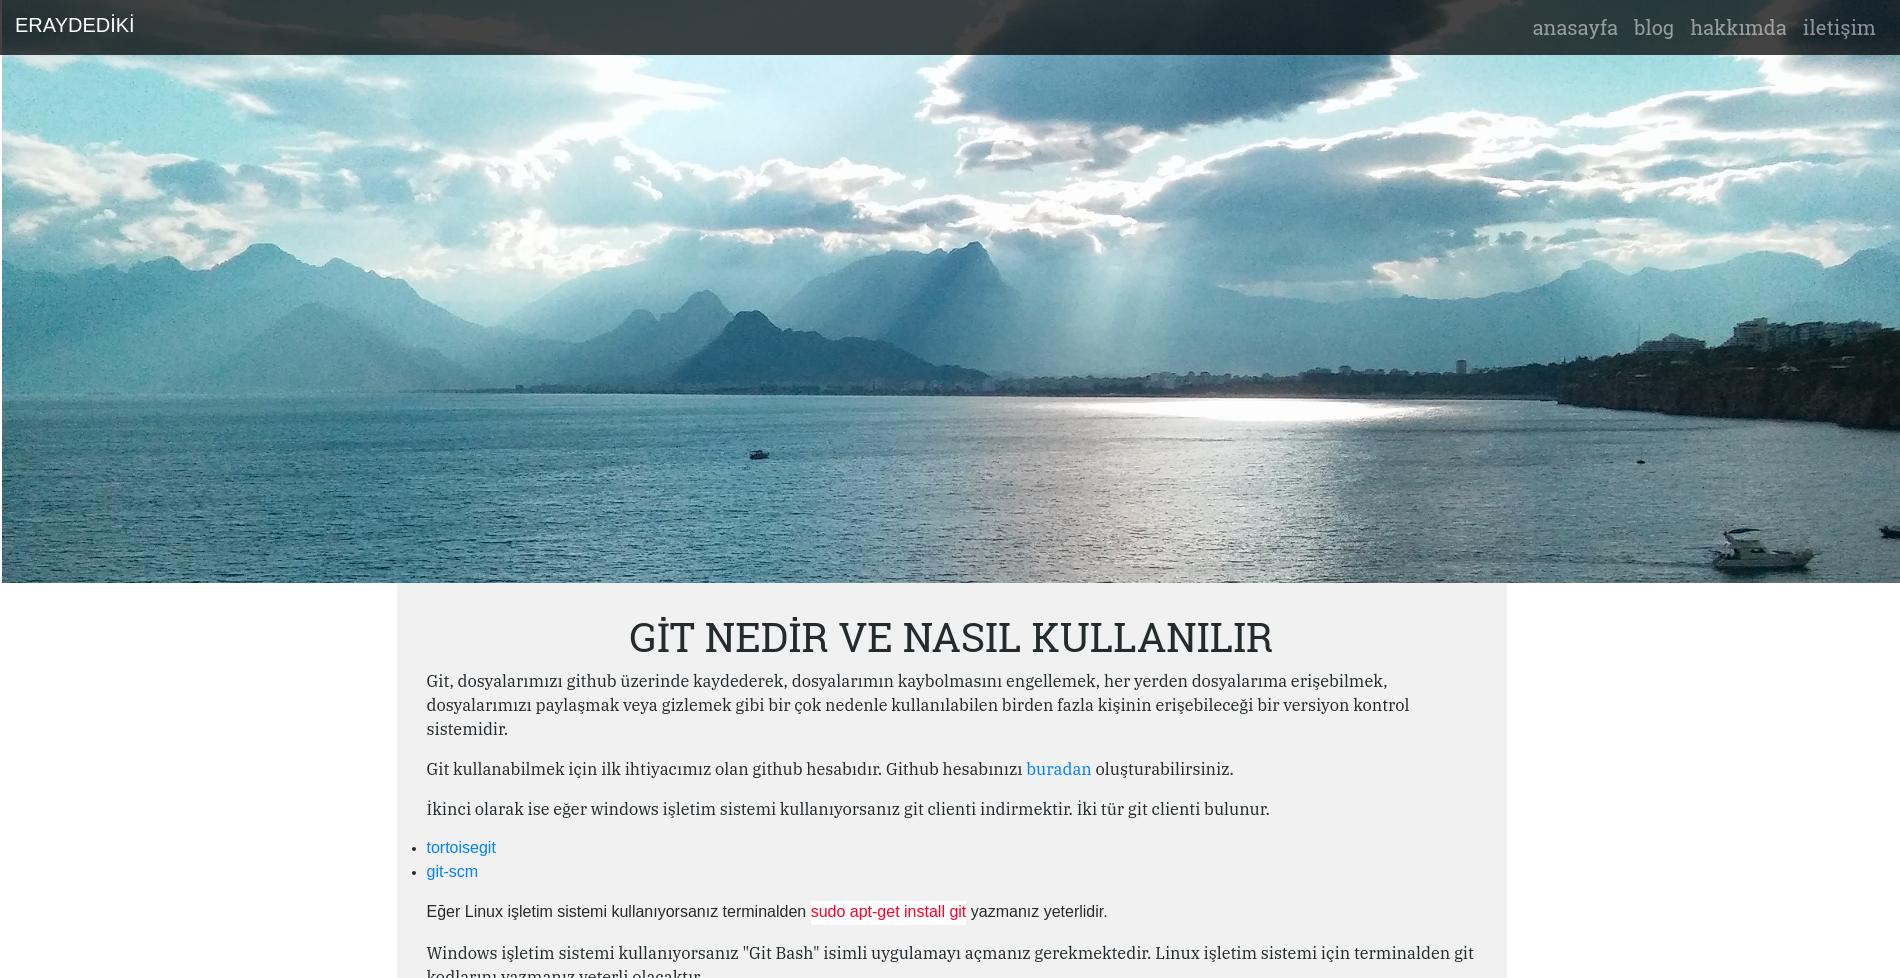 ERAYDEDİKİ
anasayfa blog hakkımda iletişim
GİT NEDİR VE NASIL KULLANILIR
Git, dosyalarımızı github üzerinde kaydederek, dosyalarımın kaybolmasını engellemek, her yerden dosyalarıma erişebilmek,
dosyalarımızı paylaşmak veya gizlemek gibi bir çok nedenle kullanılabilen birden fazla kişinin erişebileceği bir versiyon kontrol
sistemidir.
Git kullanabilmek için ilk ihtiyacımız olan github hesabıdır. Github hesabınızı buradan oluşturabilirsiniz.
İkinci olarak ise eğer windows işletim sistemi kullanıyorsanız git clienti indirmektir. İki tür git clienti bulunur.
tortoisegit
git-scm
Eğer Linux işletim sistemi kullanıyorsanız terminalden sudo apt-get install git yazmanız yeterlidir.
Windows işletim sistemi kullanıyorsanız "Git Bash" isimli uygulamayı açmanız gerekmektedir. Linux işletim sistemi için terminalden git
kodlarını yazmanız yeterli olacaktır.